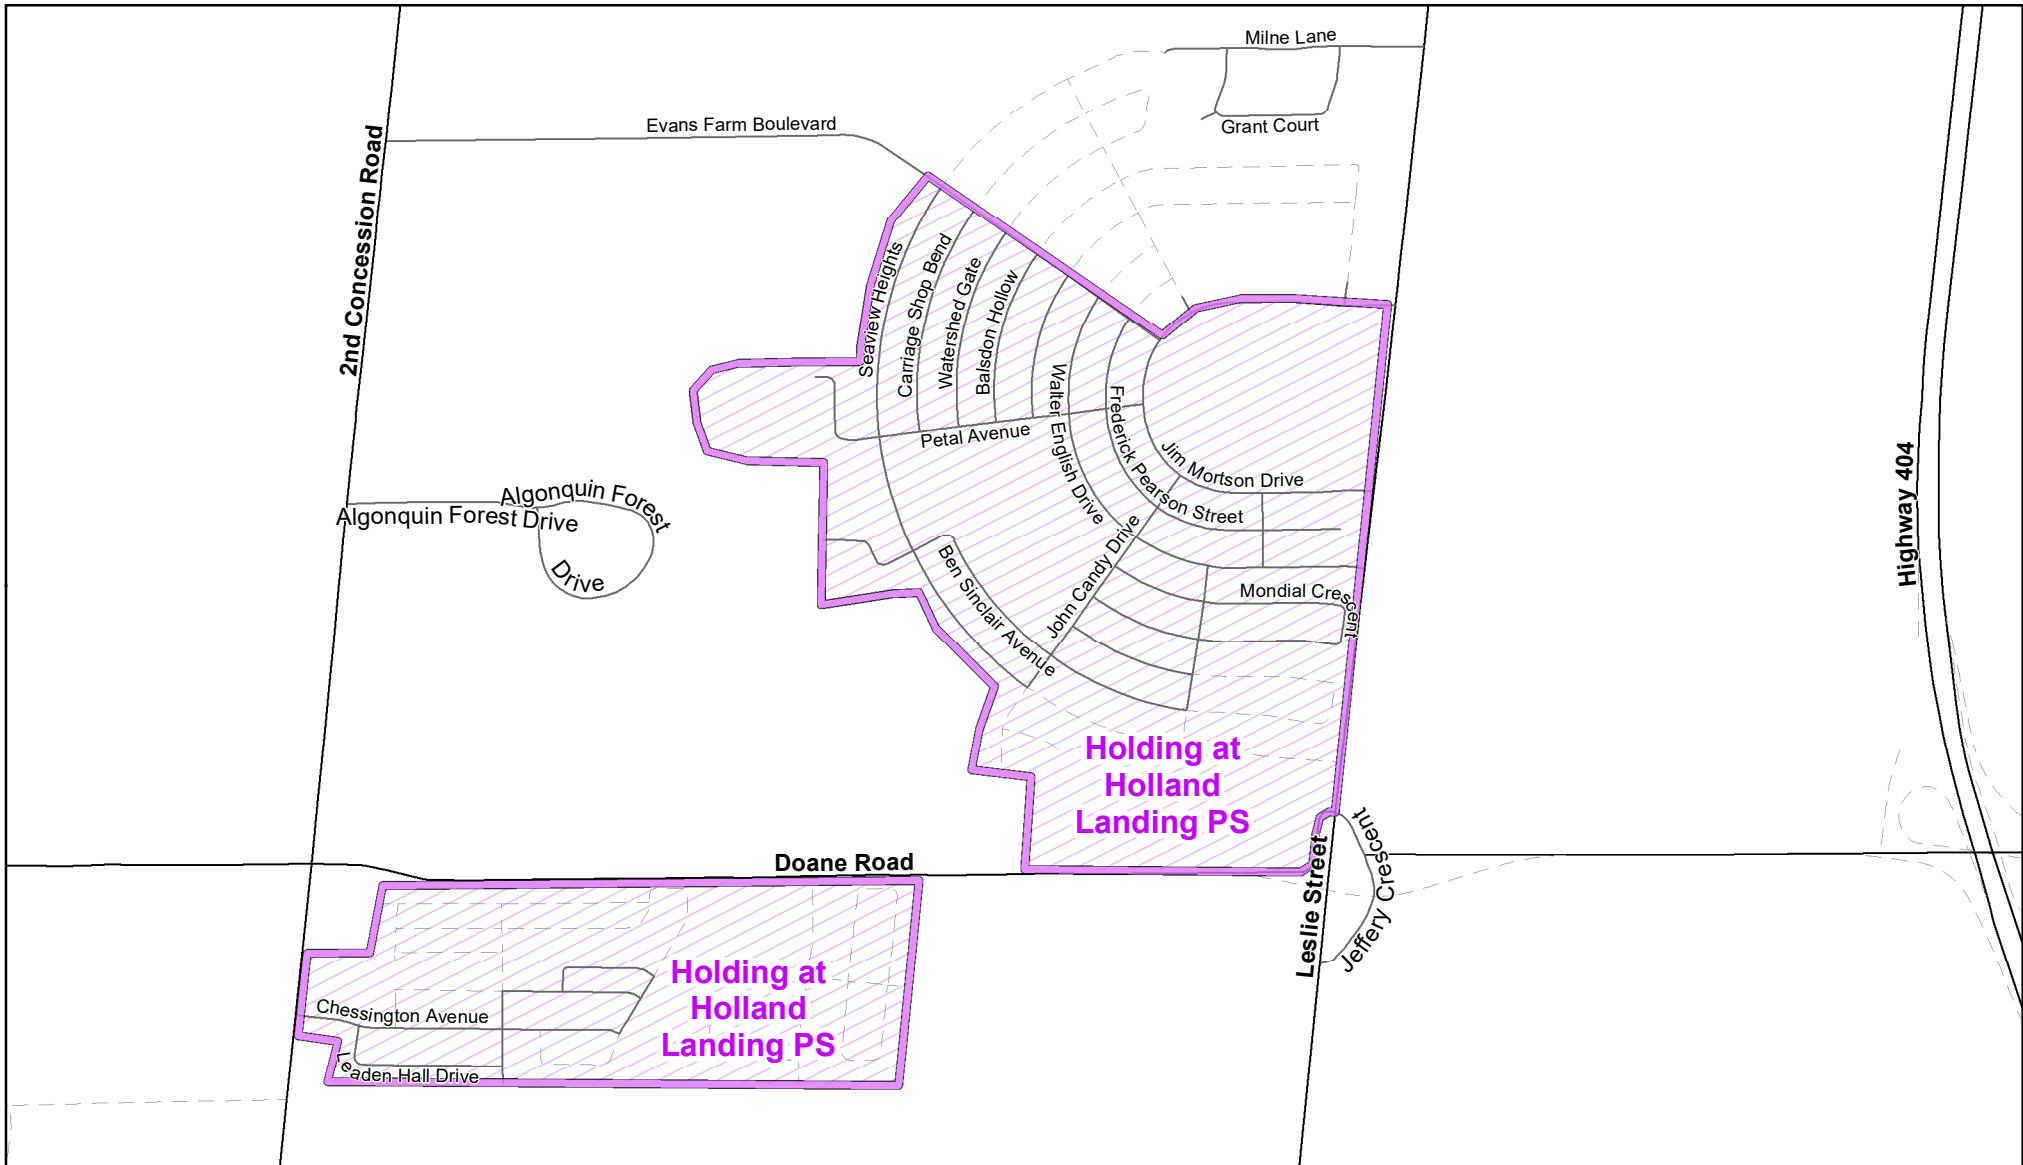 Milne Lane
Evans Farm Boulevard
Grant Court
2nd Concession Road
Seaview Heights
Carriage Shop Bend
Watershed Gate
Balsdon Hollow
Walter English Drive
Frederick Pearson Street
Petal Avenue
Jim Mortson Drive
Algonquin Forest
Algonquin Forest Drive
Drive
Highway 404
John Candy Drive
Ben Sinclair Avenue
Mondial Crescent
Holding at
Holland
Landing PS
Doane Road
Leslie Street
Jeffery Crescent
Crescent
Holding at
Holland
Landing PS
Chessington Avenue
Leaden Hall Drive